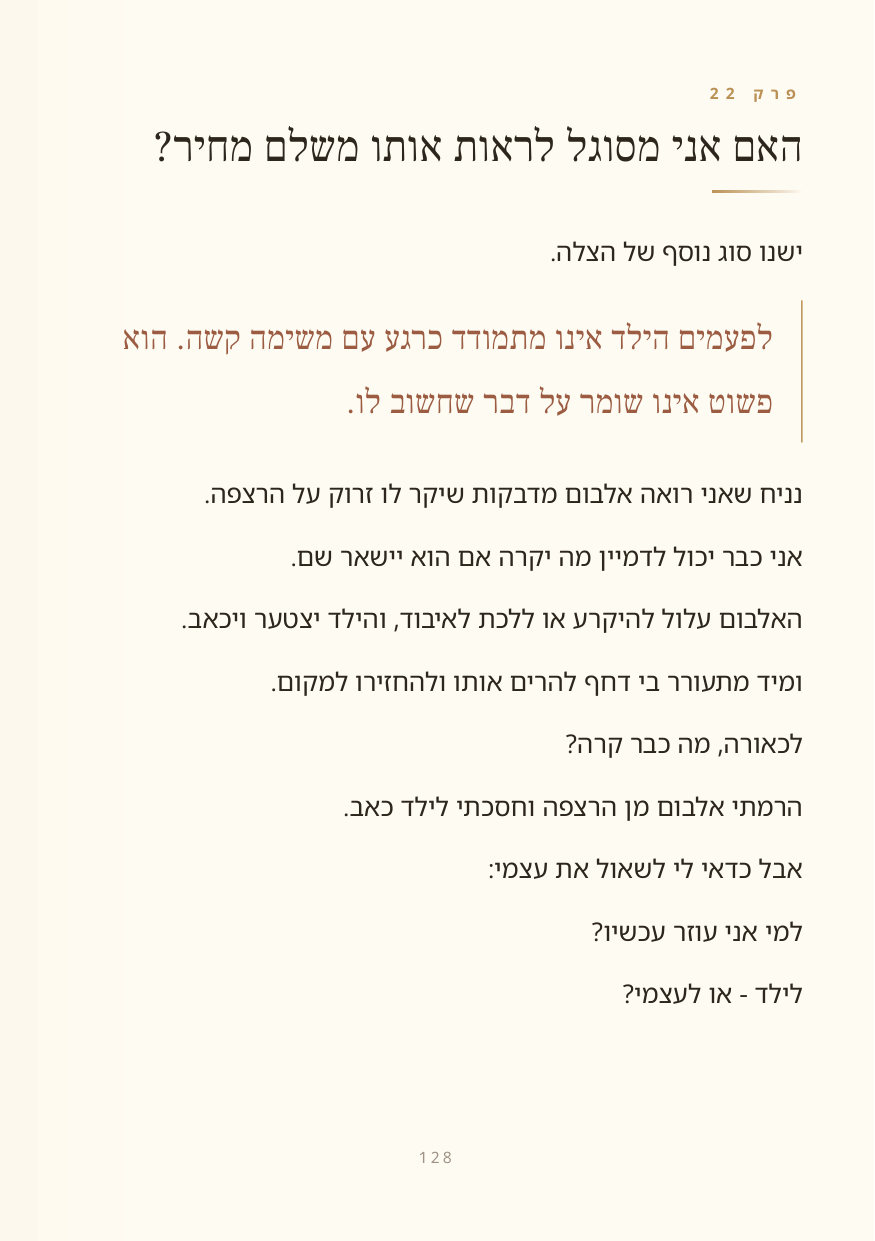 פרק 22
האם אני מסוגל לראות אותו משלם מחיר?
ישנו סוג נוסף של הצלה.
לפעמים הילד אינו מתמודד כרגע עם משימה קשה. הוא
פשוט אינו שומר על דבר שחשוב לו.
נניח שאני רואה אלבום מדבקות שיקר לו זרוק על הרצפה.
אני כבר יכול לדמיין מה יקרה אם הוא יישאר שם.
האלבום עלול להיקרע או ללכת לאיבוד, והילד יצטער ויכאב.
ומיד מתעורר בי דחף להרים אותו ולהחזירו למקום.
לכאורה, מה כבר קרה?
הרמתי אלבום מן הרצפה וחסכתי לילד כאב.
אבל כדאי לי לשאול את עצמי:
למי אני עוזר עכשיו?
לילד - או לעצמי?
128